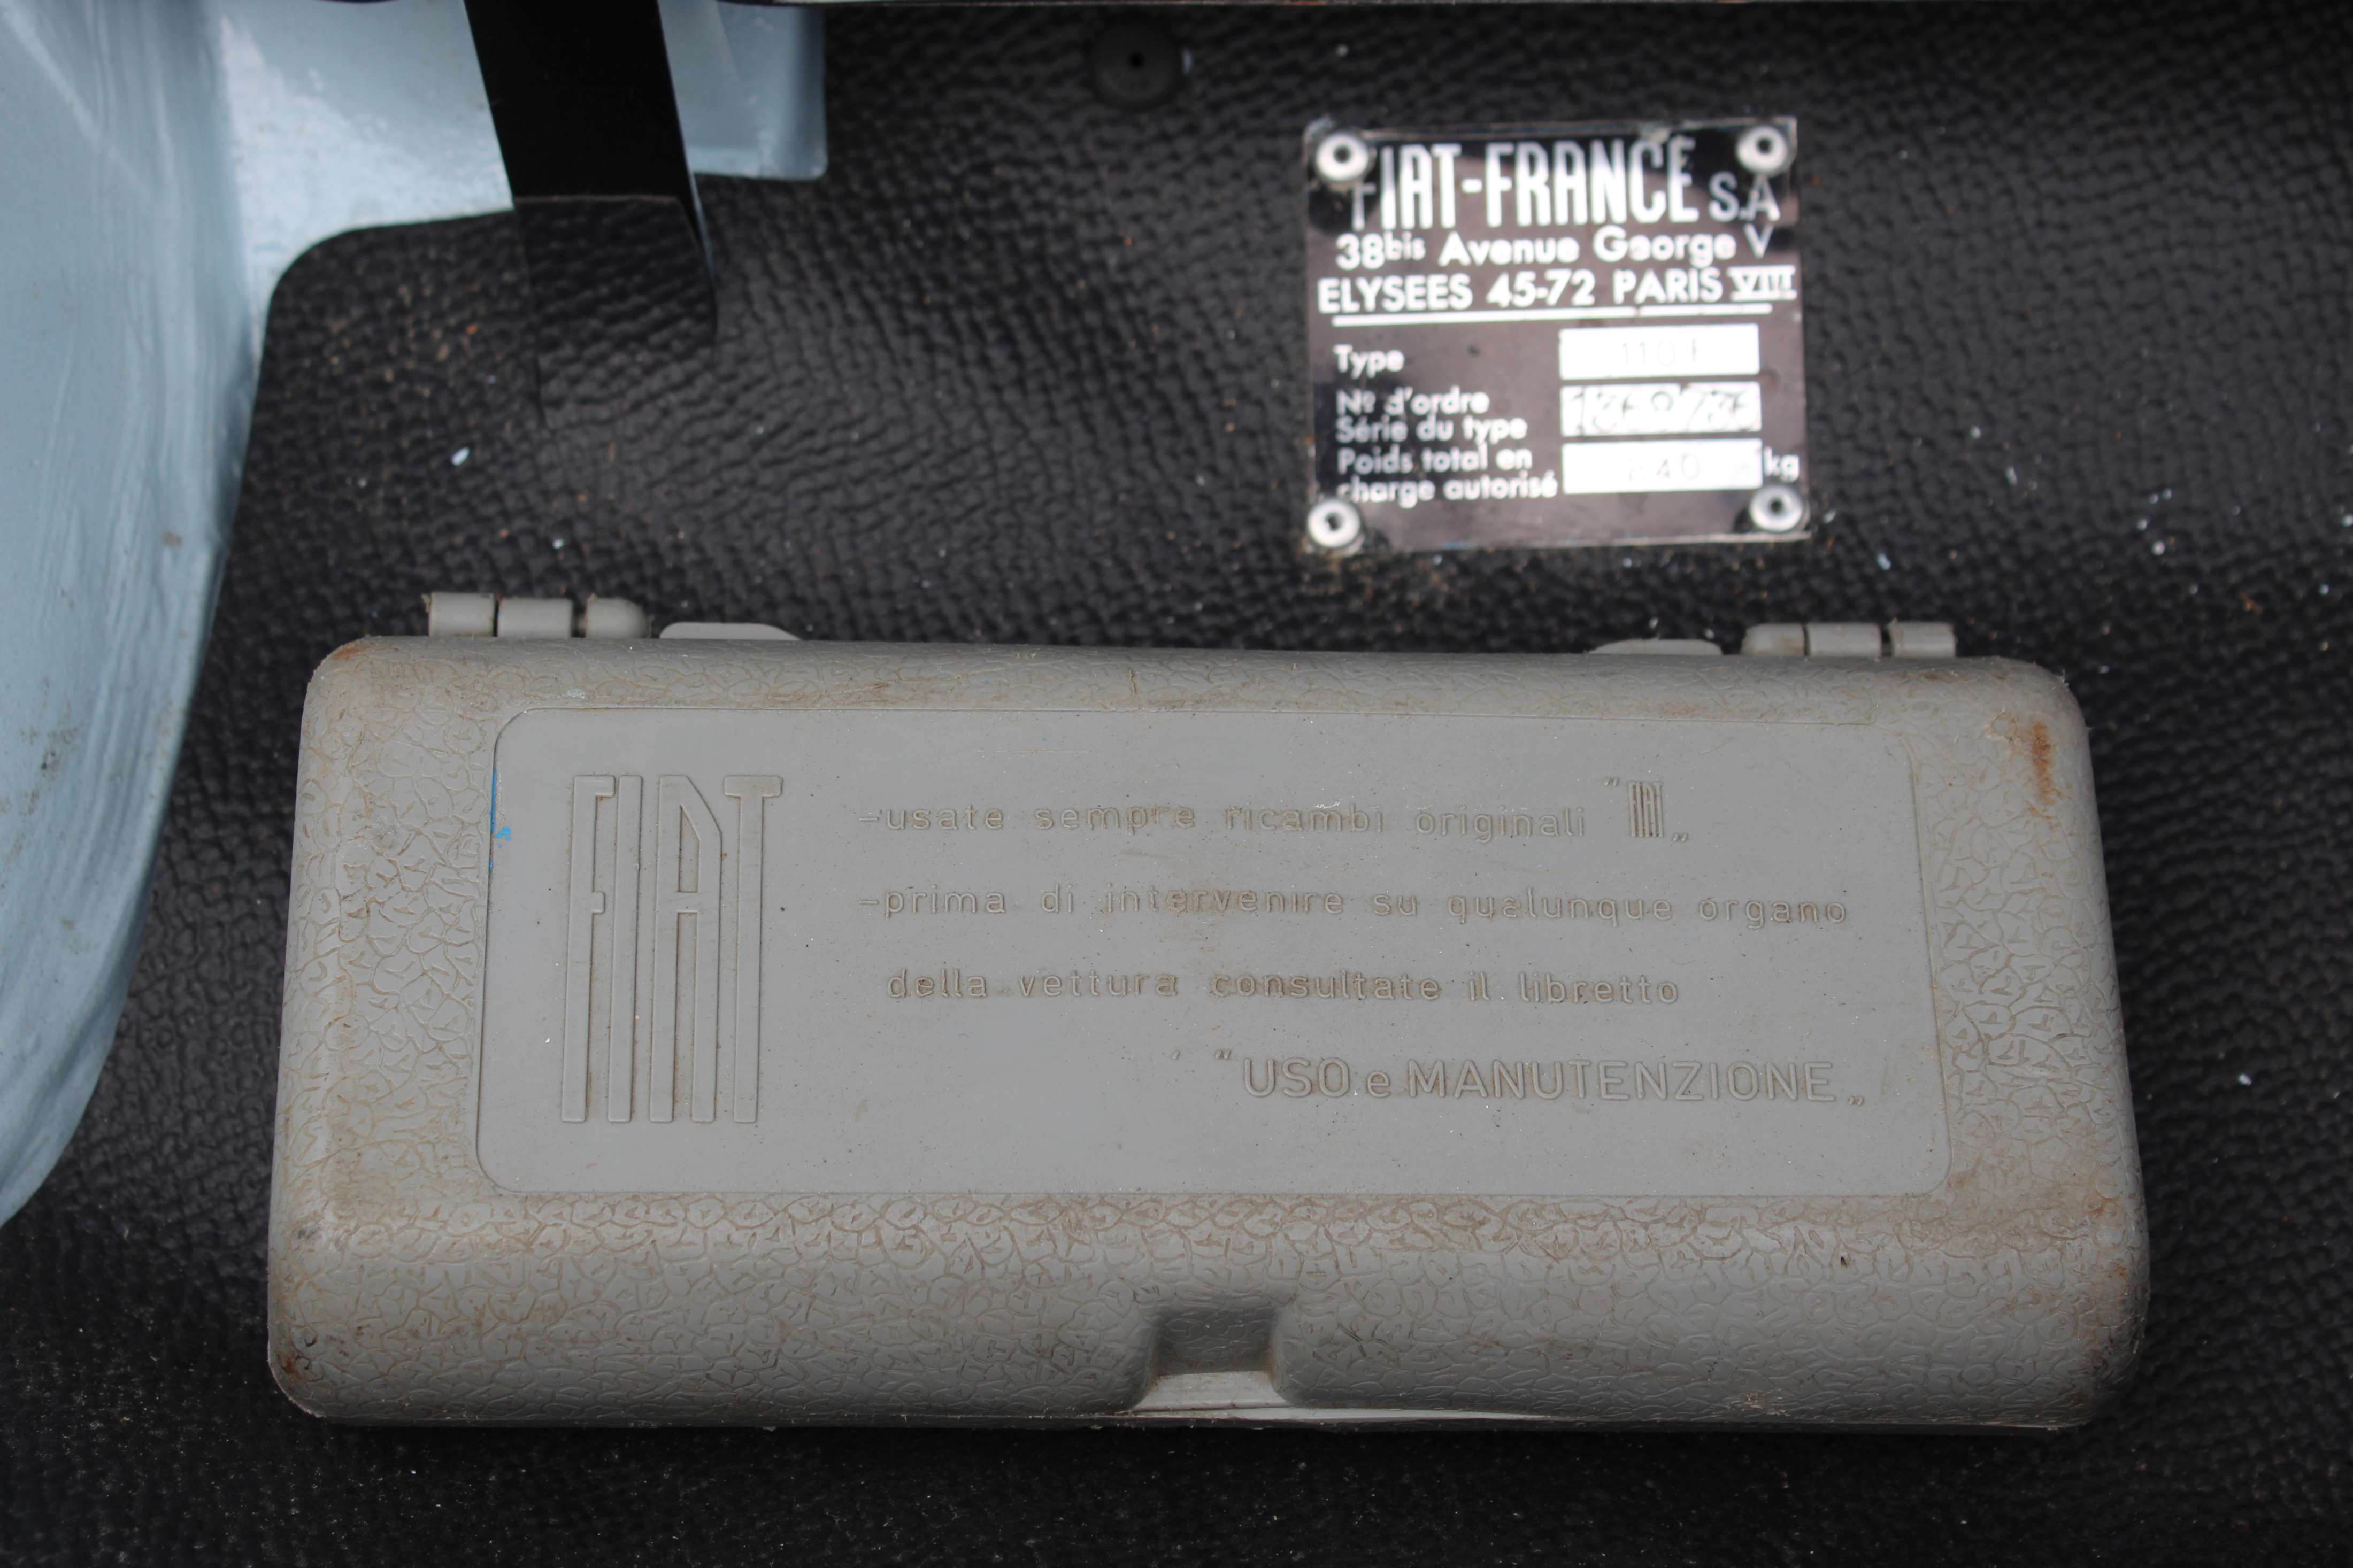 FIAT-FRANCE S.A
38bis Avenue George V
ELYSEES 45-72 PARIS VIII
Type 110 F
Nº d'ordre
Série du type
Poids total en
charge autorisé kg
FIAT
-usate sempre ricambi originali "FIAT„
-prima di intervenire su qualunque organo
della vettura consultate il libretto
"USO e MANUTENZIONE„